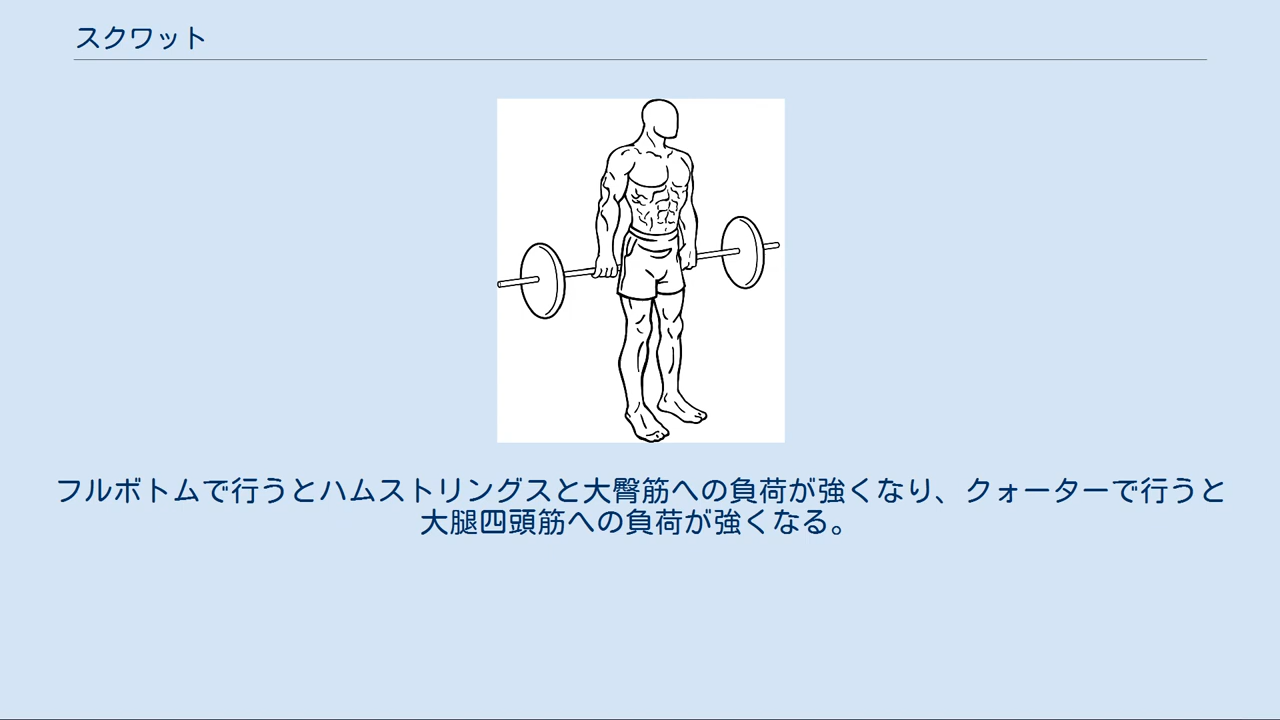 スクワット
フルボトムで行うとハムストリングスと大臀筋への負荷が強くなり、クォーターで行うと
大腿四頭筋への負荷が強くなる。